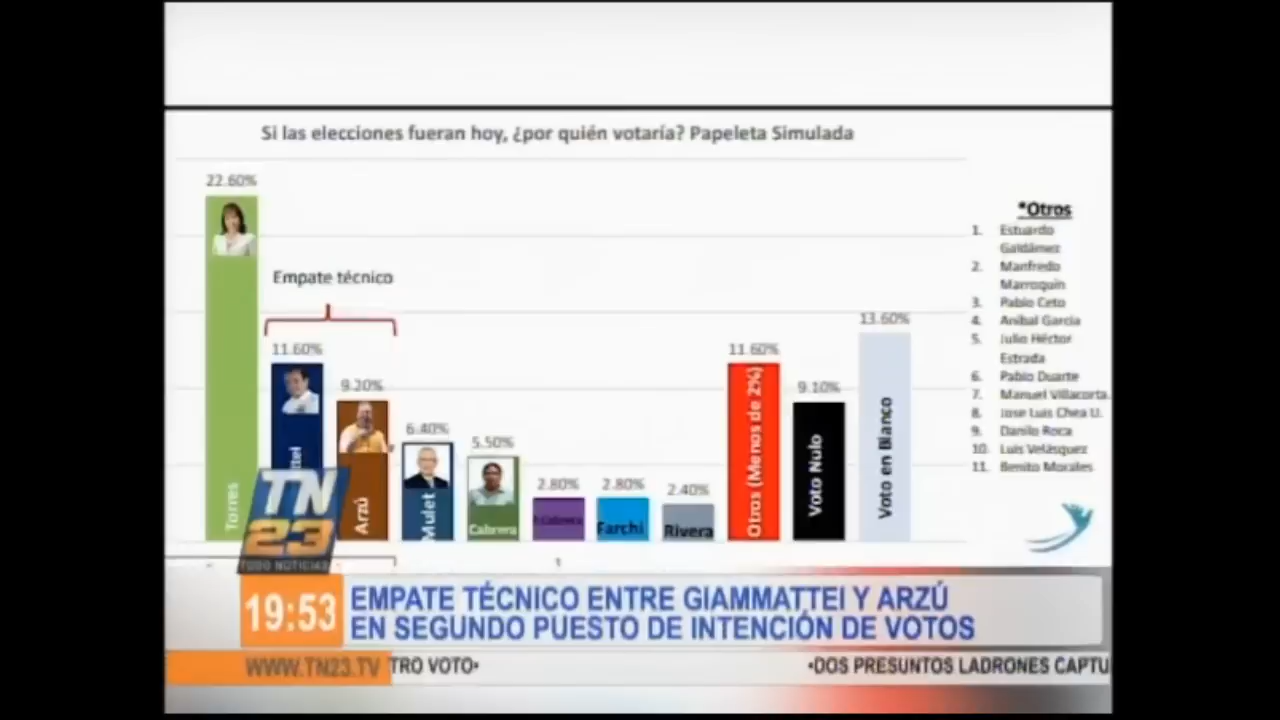 Si las elecciones fueran hoy, ¿por quién votaría? Papeleta Simulada
22.60%
Empate técnico
11.60%
9.20%
6.40%
5.50%
2.80%
2.80%
2.40%
11.60%
9.10%
13.60%
Torres
ttei
Arzú
Mulet
Cabrera
Farchi
Rivera
Otros (Menos de 2%)
Voto Nulo
Voto en Blanco
*Otros
1. Estuardo
Galdámez
2. Manfredo
Marroquín
3. Pablo Ceto
4. Aníbal García
5. Julio Héctor
Estrada
6. Pablo Duarte
7. Manuel Villacorta
8. Jose Luis Chea U.
9. Danilo Roca
10. Luis Velásquez
11. Benito Morales
TN
23
TODO NOTICIAS
19:53
EMPATE TÉCNICO ENTRE GIAMMATTEI Y ARZÚ
EN SEGUNDO PUESTO DE INTENCIÓN DE VOTOS
WWW.TN23.TV
TRO VOTO•
•DOS PRESUNTOS LADRONES CAPTU